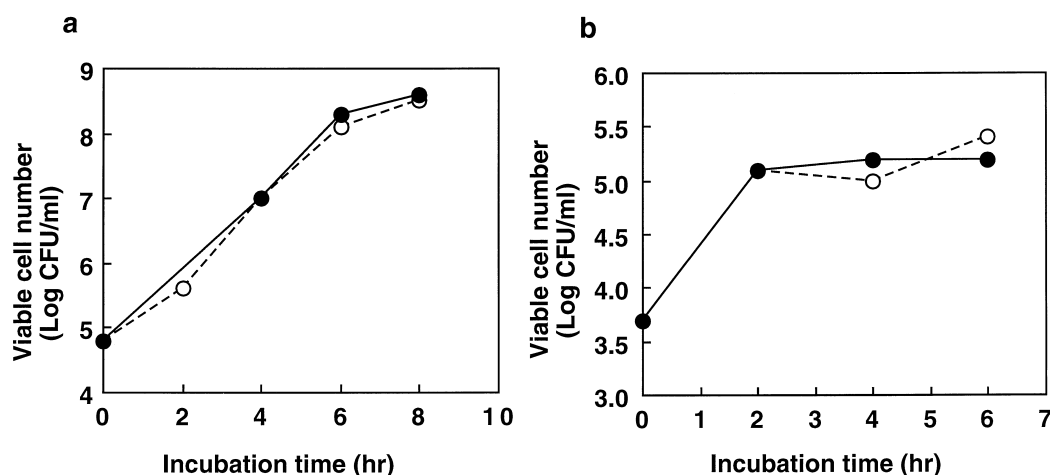 a
9
8
7
6
5
4
0 2 4 6 8 10
Viable cell number
(Log CFU/ml)
Incubation time (hr)
b
6.0
5.5
5.0
4.5
4.0
3.5
3.0
0 1 2 3 4 5 6 7
Viable cell number
(Log CFU/ml)
Incubation time (hr)